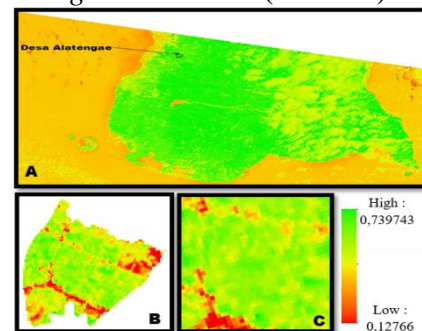 Desa Alatengae
A
B
C
High :
0,739743
Low :
0.12766